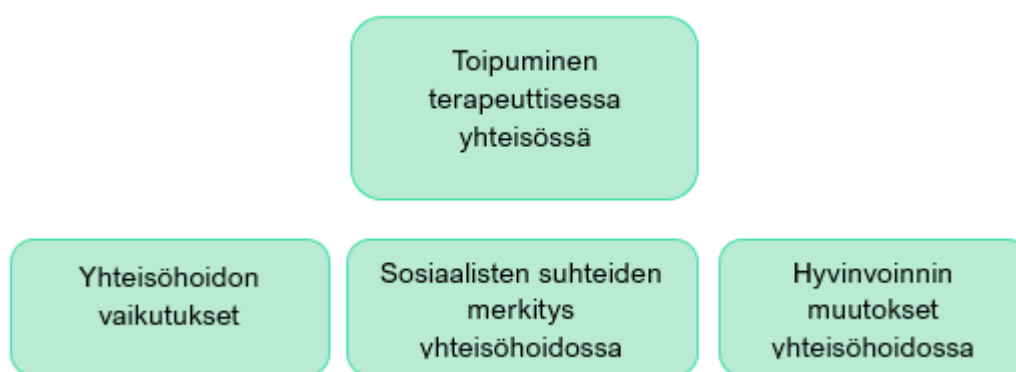 Toipuminen
terapeuttisessa
yhteisössä
Yhteisöhoidon
vaikutukset
Sosiaalisten suhteiden
merkitys
yhteisöhoidossa
Hyvinvoinnin
muutokset
yhteisöhoidossa